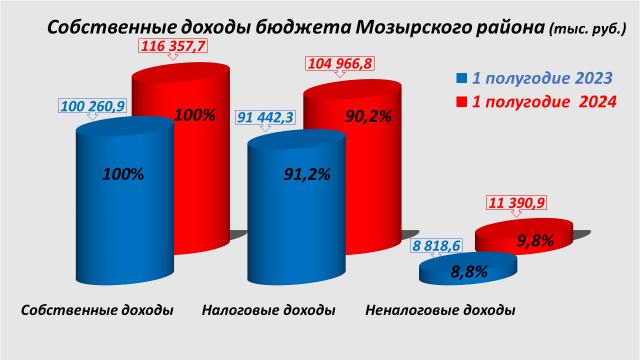 Собственные доходы бюджета Мозырского района (тыс. руб.)
116 357,7
104 966,8
1 полугодие 2023
100 260,9
1 полугодие 2024
91 442,3
100%
90,2%
100%
91,2%
11 390,9
8 818,6
9,8%
8,8%
Собственные доходы
Налоговые доходы
Неналоговые доходы